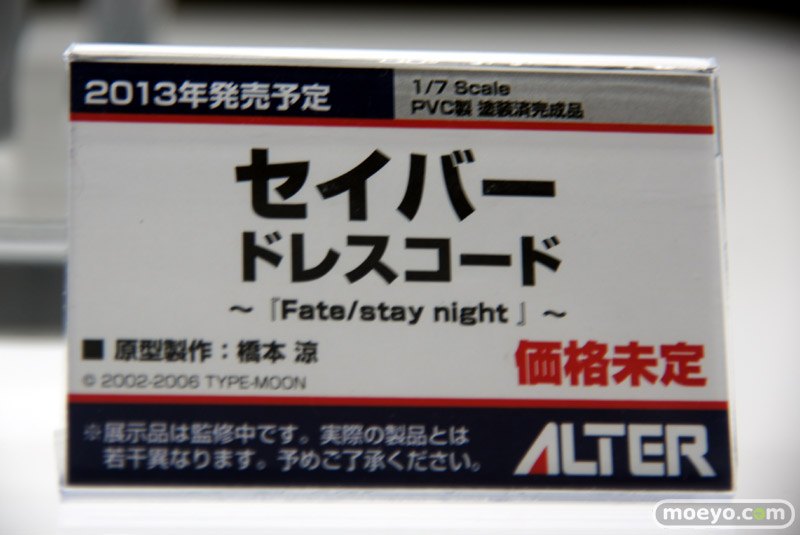 2013年発売予定
1/7 Scale
PVC製 塗装済完成品
セイバー
ドレスコード
～『Fate/stay night』～
■ 原型製作：橋本 涼
© 2002-2006 TYPE-MOON
価格未定
※展示品は監修中です。実際の製品とは
若干異なります。予めご了承ください。
ALTER
moeyo.com